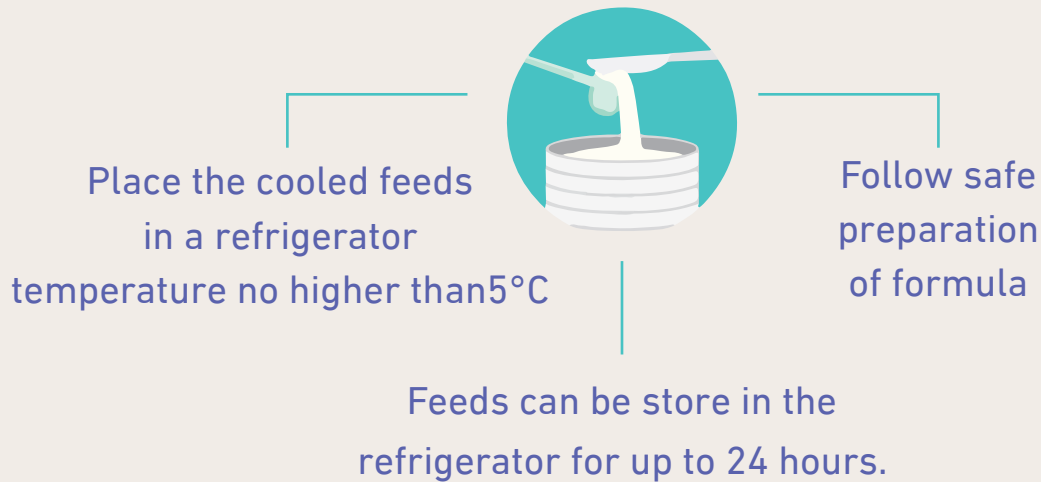 Place the cooled feeds
in a refrigerator
temperature no higher than5°C
Follow safe
preparation
of formula
Feeds can be store in the
refrigerator for up to 24 hours.